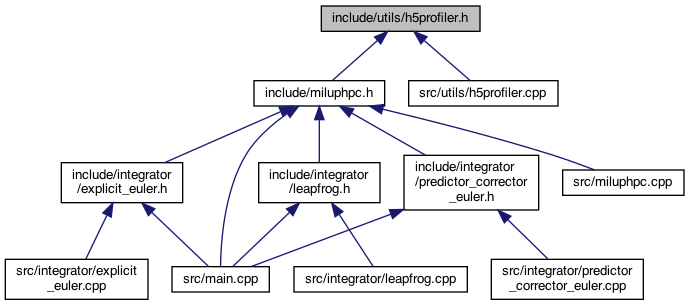 include/utils/h5profiler.h
include/miluphpc.h
src/utils/h5profiler.cpp
include/integrator
/explicit_euler.h
include/integrator
/leapfrog.h
include/integrator
/predictor_corrector
_euler.h
src/miluphpc.cpp
src/integrator/explicit
_euler.cpp
src/main.cpp
src/integrator/leapfrog.cpp
src/integrator/predictor
_corrector_euler.cpp